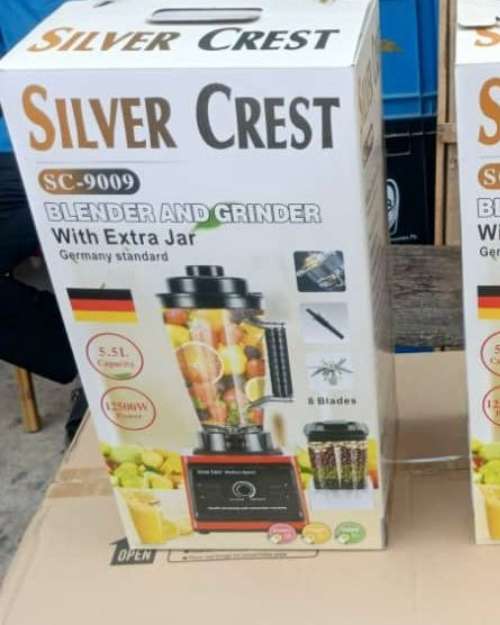 SILVER CREST
SILVER CREST
SC-9009
BLENDER AND GRINDER
With Extra Jar
Germany standard
5.5L
Capacity
12500W
Power
8 Blades
OPEN